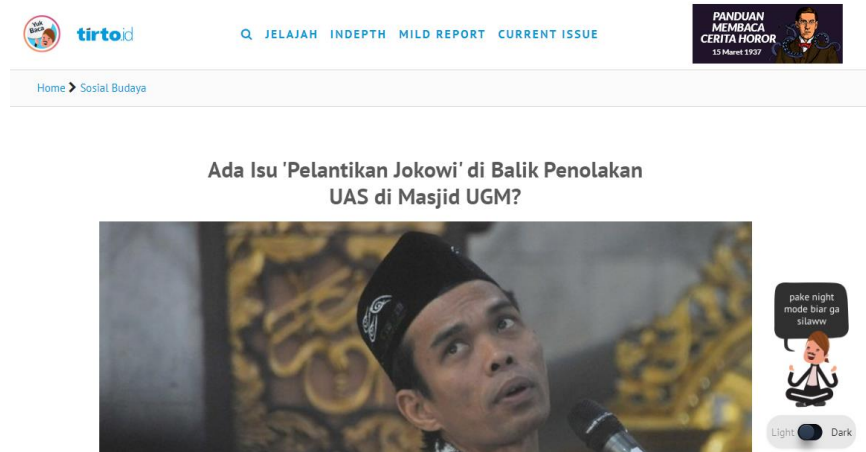 Yuk
Baca
tirto.id
JELAJAH INDEPTH MILD REPORT CURRENT ISSUE
PANDUAN
MEMBACA
CERITA HOROR
15 Maret 1937
Home > Sosial Budaya
Ada Isu 'Pelantikan Jokowi' di Balik Penolakan
UAS di Masjid UGM?
pake night
mode biar ga
silaww
Light Dark